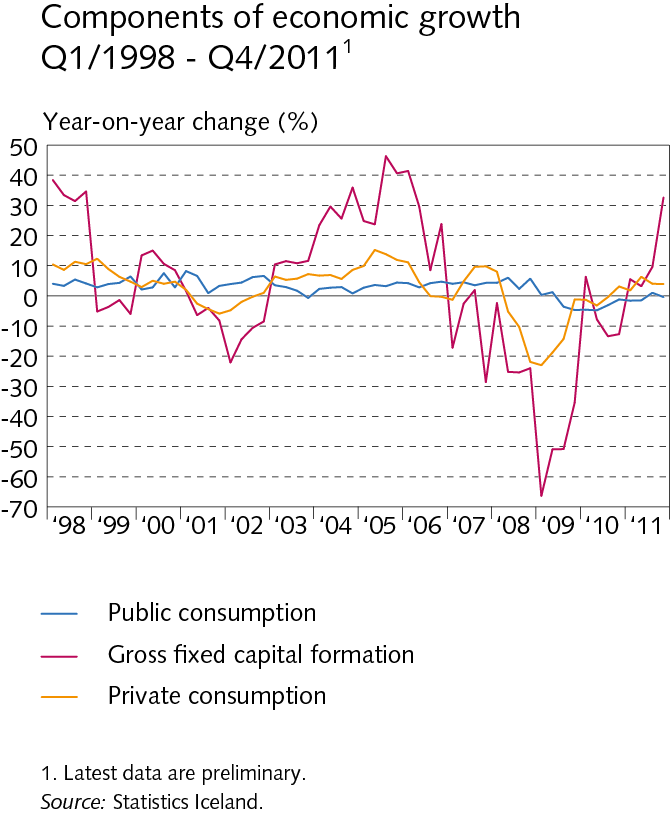 Components of economic growth
Q1/1998 - Q4/2011¹
Year-on-year change (%)
50
40
30
20
10
0
-10
-20
-30
-40
-50
-60
-70
‘98 ‘99 ‘00 ‘01 ‘02 ‘03 ‘04 ‘05 ‘06 ‘07 ‘08 ‘09 ‘10 ‘11
Public consumption
Gross fixed capital formation
Private consumption
1. Latest data are preliminary.
Source: Statistics Iceland.